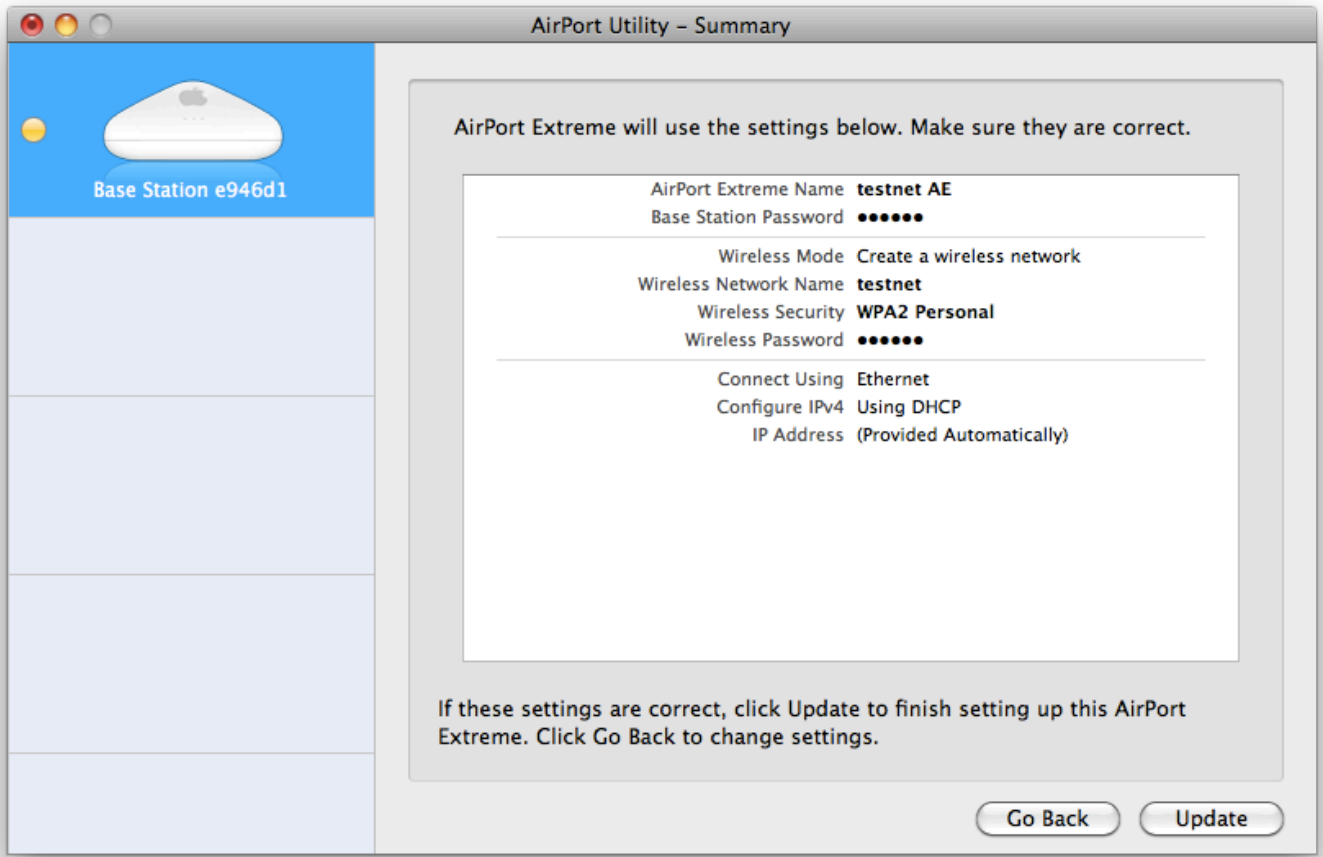 AirPort Utility – Summary
Base Station e946d1
AirPort Extreme will use the settings below. Make sure they are correct.
AirPort Extreme Name testnet AE
Base Station Password ••••••
Wireless Mode Create a wireless network
Wireless Network Name testnet
Wireless Security WPA2 Personal
Wireless Password ••••••
Connect Using Ethernet
Configure IPv4 Using DHCP
IP Address (Provided Automatically)
If these settings are correct, click Update to finish setting up this AirPort
Extreme. Click Go Back to change settings.
Go Back
Update